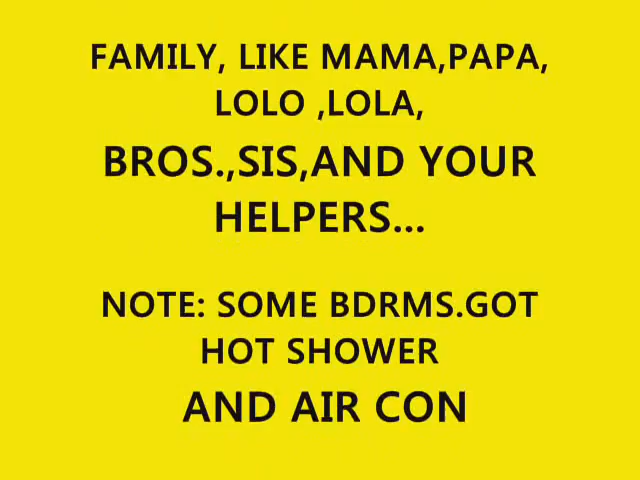 FAMILY, LIKE MAMA,PAPA,
LOLO ,LOLA,
BROS.,SIS,AND YOUR
HELPERS...
NOTE: SOME BDRMS.GOT
HOT SHOWER
AND AIR CON